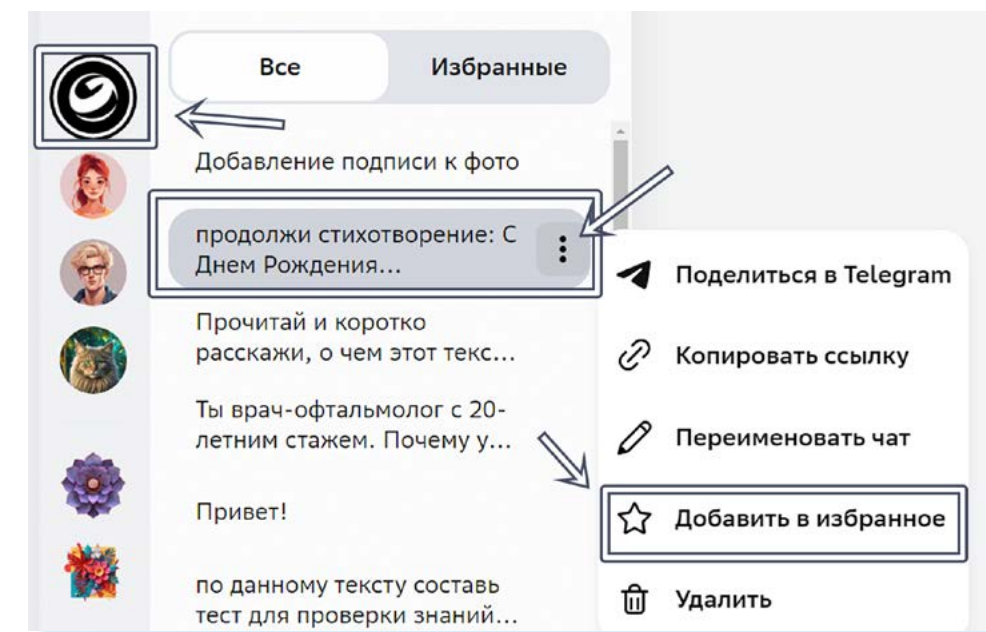 Все
Избранные
Добавление подписи к фото
продолжи стихотворение: С
Днем Рождения...
Прочитай и коротко
расскажи, о чем этот текс...
Ты врач-офтальмолог с 20-
летним стажем. Почему у...
Привет!
по данному тексту составь
тест для проверки знаний...
Поделиться в Telegram
Копировать ссылку
Переименовать чат
Добавить в избранное
Удалить